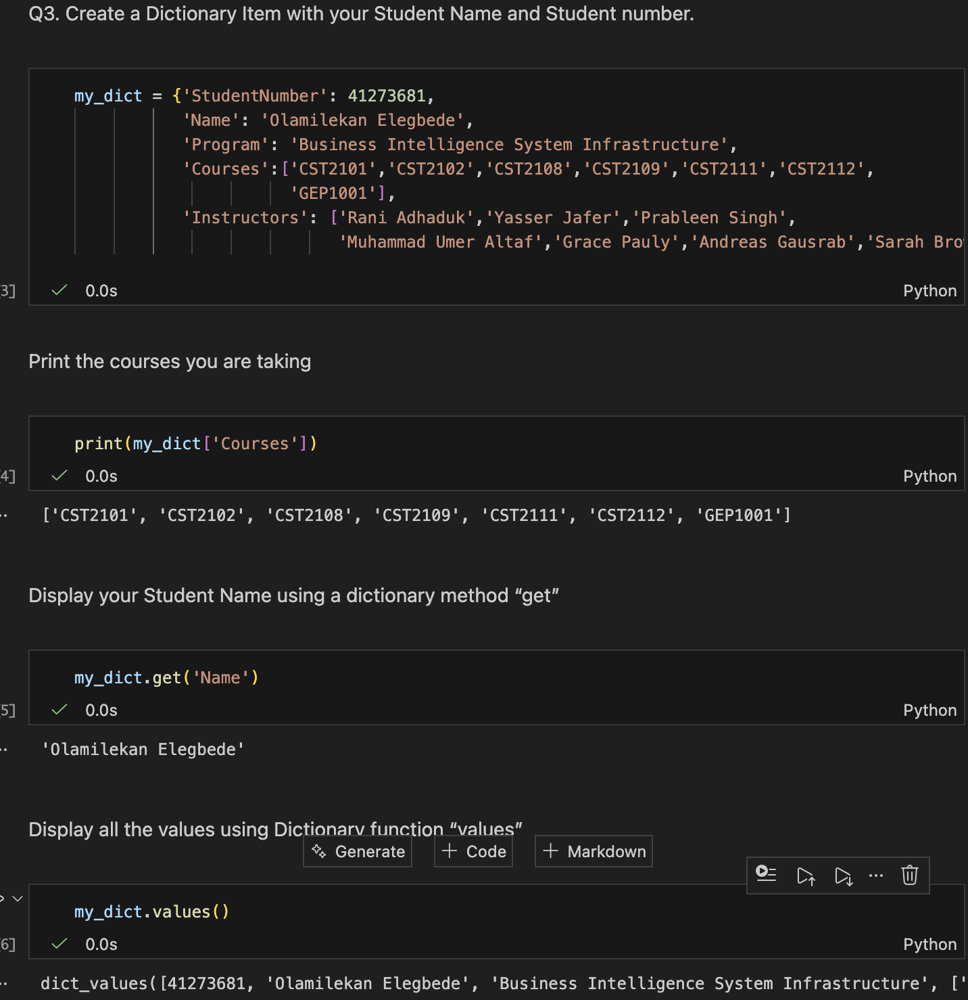 Q3. Create a Dictionary Item with your Student Name and Student number.
my_dict = {'StudentNumber': 41273681,
'Name': 'Olamilekan Elegbede',
'Program': 'Business Intelligence System Infrastructure',
'Courses':['CST2101','CST2102','CST2108','CST2109','CST2111','CST2112',
'GEP1001'],
'Instructors': ['Rani Adhaduk','Yasser Jafer','Prableen Singh',
'Muhammad Umer Altaf','Grace Pauly','Andreas Gausrab','Sarah Bro
3] 0.0s Python
Print the courses you are taking
print(my_dict['Courses'])
4] 0.0s Python
['CST2101', 'CST2102', 'CST2108', 'CST2109', 'CST2111', 'CST2112', 'GEP1001']
Display your Student Name using a dictionary method “get”
my_dict.get('Name')
5] 0.0s Python
'Olamilekan Elegbede'
Display all the values using Dictionary function “values”
Generate + Code + Markdown
my_dict.values()
6] 0.0s Python
dict_values([41273681, 'Olamilekan Elegbede', 'Business Intelligence System Infrastructure', ['